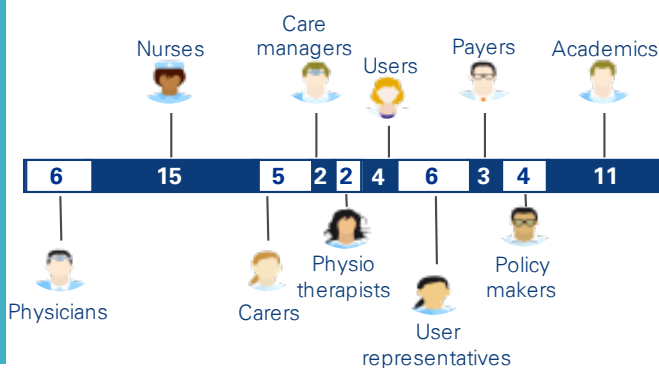 Care
managers
Nurses
Users
Payers
Academics
6 15 5 2 2 4 6 3 4 11
Physicians
Carers
Physio
therapists
User
representatives
Policy
makers